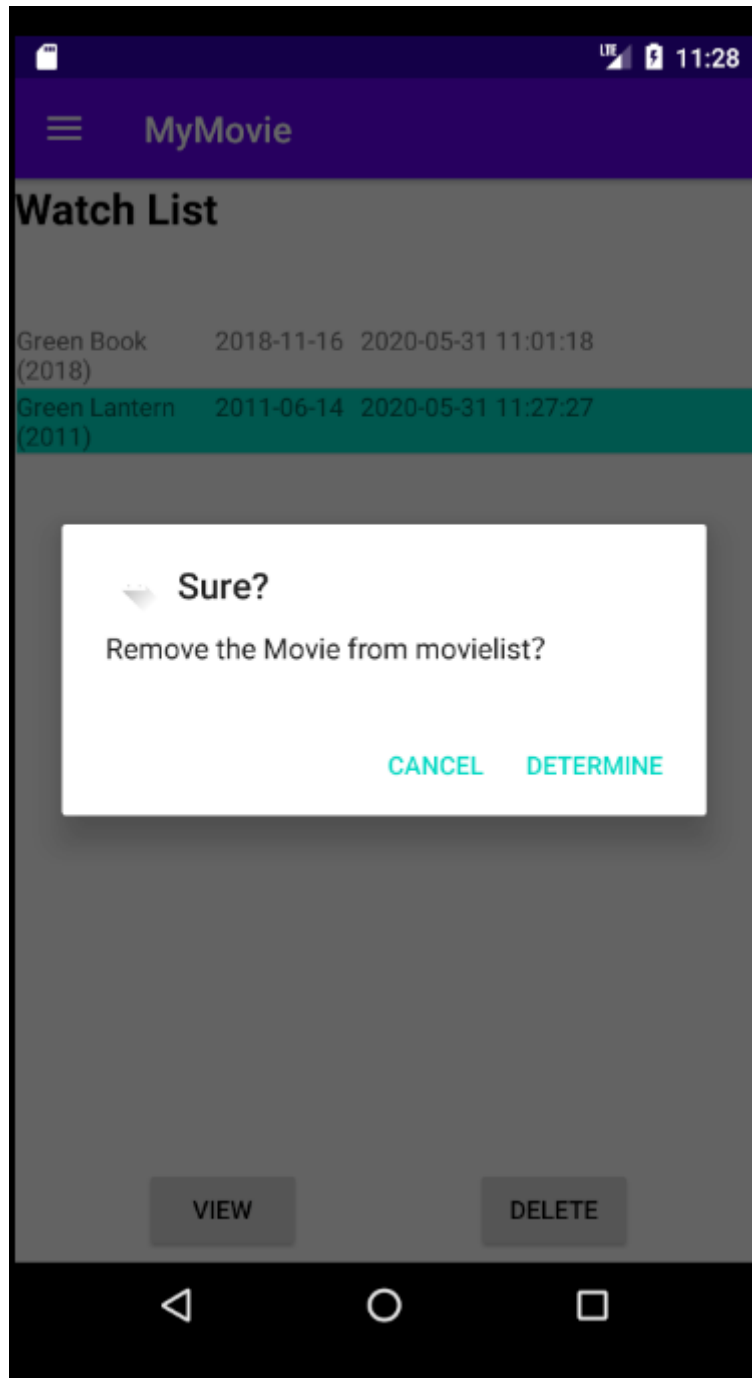 LTE 11:28
MyMovie
Watch List
Green Book 2018-11-16 2020-05-31 11:01:18
(2018)
Green Lantern 2011-06-14 2020-05-31 11:27:27
(2011)
Sure?
Remove the Movie from movielist?
CANCEL DETERMINE
VIEW DELETE